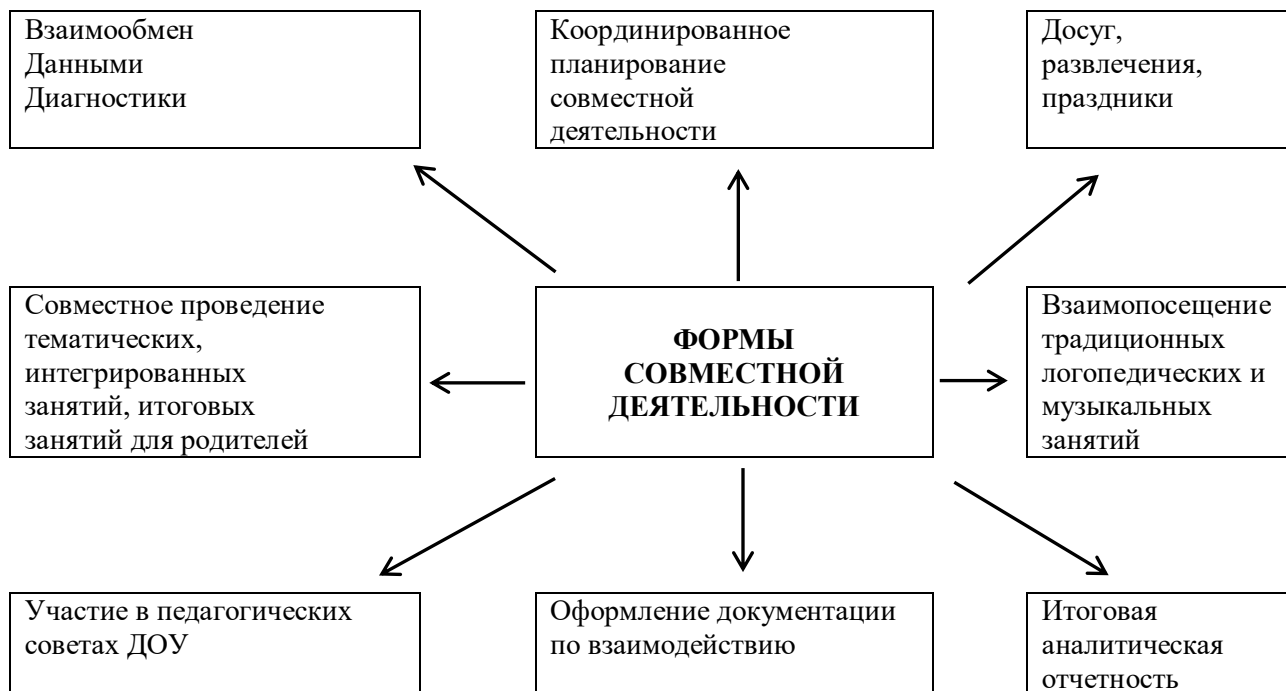 Взаимообмен
Данными
Диагностики
Координированное
планирование
совместной
деятельности
Досуг,
развлечения,
праздники
Совместное проведение
тематических,
интегрированных
занятий, итоговых
занятий для родителей
ФОРМЫ
СОВМЕСТНОЙ
ДЕЯТЕЛЬНОСТИ
Взаимопосещение
традиционных
логопедических и
музыкальных
занятий
Участие в педагогических
советах ДОУ
Оформление документации
по взаимодействию
Итоговая
аналитическая
отчетность